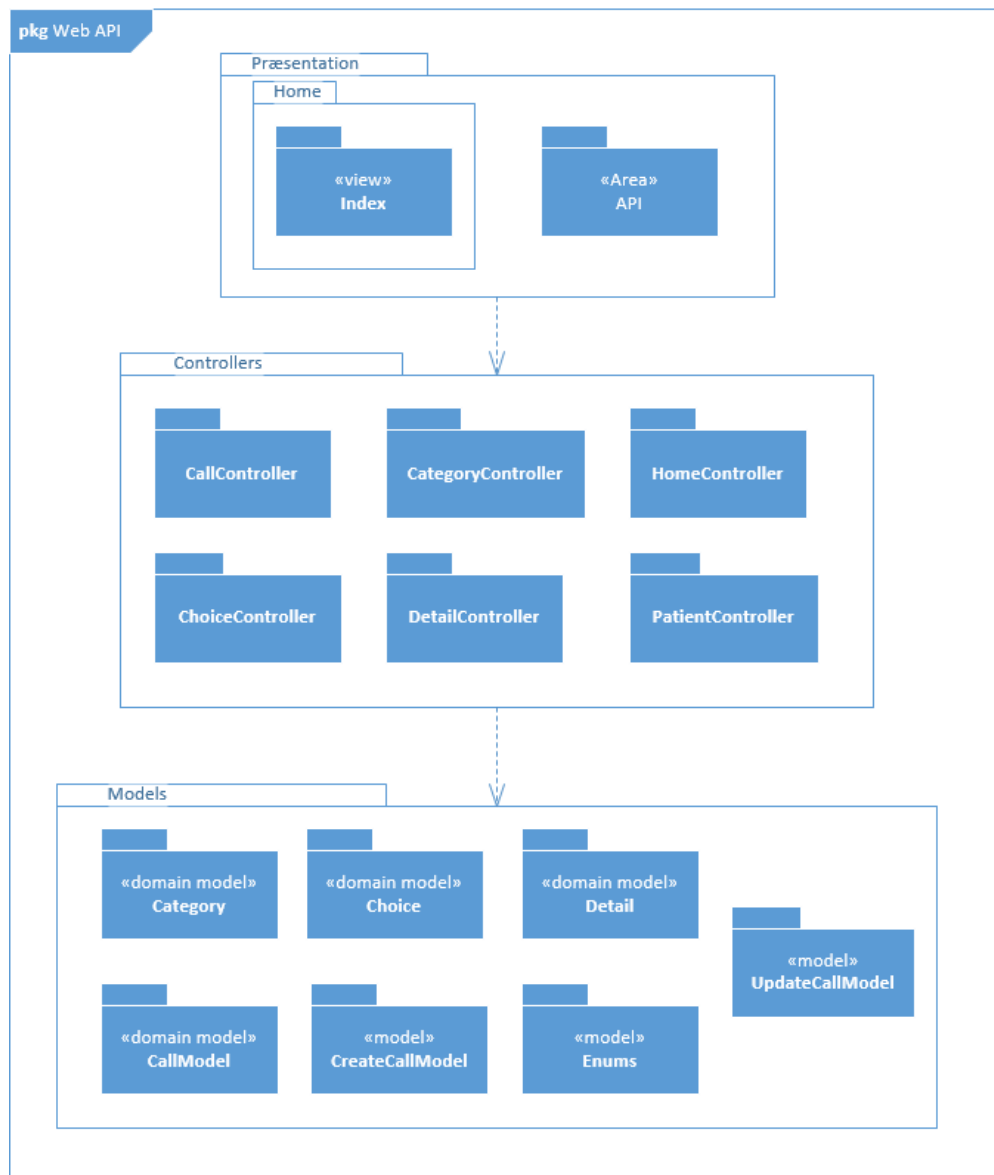 pkg Web API
Præsentation
Home
«view»
Index
«Area»
API
Controllers
CallController
CategoryController
HomeController
ChoiceController
DetailController
PatientController
Models
«domain model»
Category
«domain model»
Choice
«domain model»
Detail
«model»
UpdateCallModel
«domain model»
CallModel
«model»
CreateCallModel
«model»
Enums